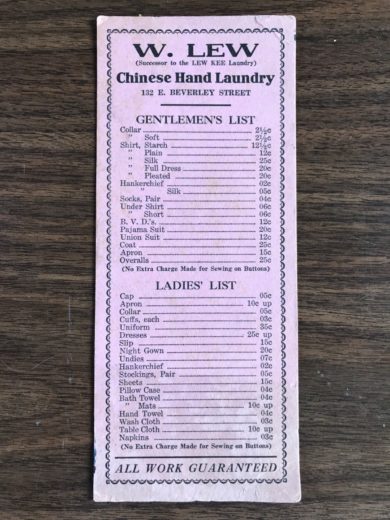 W. LEW
(Successor to the LEW KEE Laundry)
Chinese Hand Laundry
132 E. BEVERLEY STREET
GENTLEMEN'S LIST
Collar 2½c
" Soft 2½c
Shirt, Starch 12½c
" Plain 12c
" Silk 25c
" Full Dress 20c
" Pleated 20c
Hankerchief 02c
" Silk 05c
Socks, Pair 04c
Under Shirt 06c
" Short 06c
B. V. D.'s. 12c
Pajama Suit 20c
Union Suit 12c
Coat 25c
Apron 15c
Overalls 25c
(No Extra Charge Made for Sewing on Buttons)
LADIES' LIST
Cap 05c
Apron 10c up
Collar 05c
Cuffs, each 03c
Uniform 35c
Dresses 25c up
Slip 15c
Night Gown 20c
Undies 07c
Hankerchief 02c
Stockings, Pair 05c
Sheets 15c
Pillow Case 04c
Bath Towel 04c
" Mats 10c up
Hand Towel 04c
Wash Cloth 03c
Table Cloth 10c up
Napkins 03c
(No Extra Charge Made for Sewing on Buttons)
ALL WORK GUARANTEED